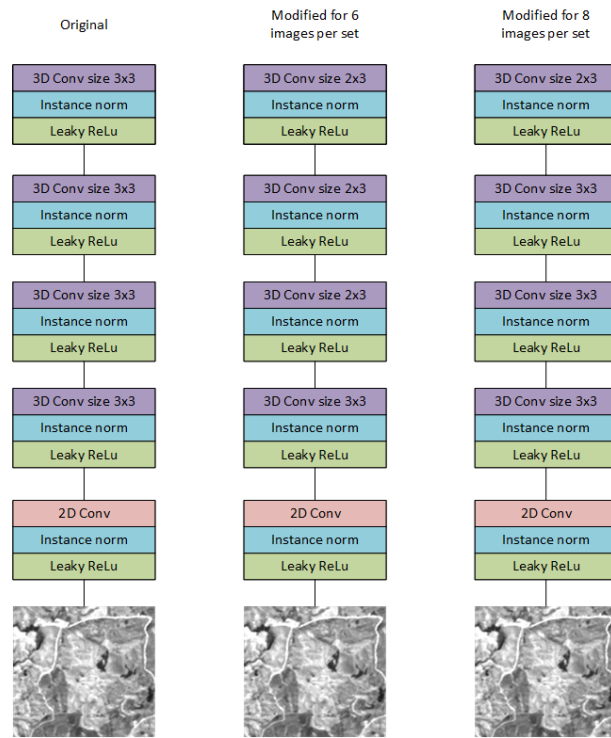 Original
Modified for 6
images per set
Modified for 8
images per set
3D Conv size 3x3
Instance norm
Leaky ReLu
3D Conv size 3x3
Instance norm
Leaky ReLu
3D Conv size 3x3
Instance norm
Leaky ReLu
3D Conv size 3x3
Instance norm
Leaky ReLu
2D Conv
Instance norm
Leaky ReLu
3D Conv size 2x3
Instance norm
Leaky ReLu
3D Conv size 2x3
Instance norm
Leaky ReLu
3D Conv size 2x3
Instance norm
Leaky ReLu
3D Conv size 3x3
Instance norm
Leaky ReLu
2D Conv
Instance norm
Leaky ReLu
3D Conv size 2x3
Instance norm
Leaky ReLu
3D Conv size 3x3
Instance norm
Leaky ReLu
3D Conv size 3x3
Instance norm
Leaky ReLu
3D Conv size 3x3
Instance norm
Leaky ReLu
2D Conv
Instance norm
Leaky ReLu